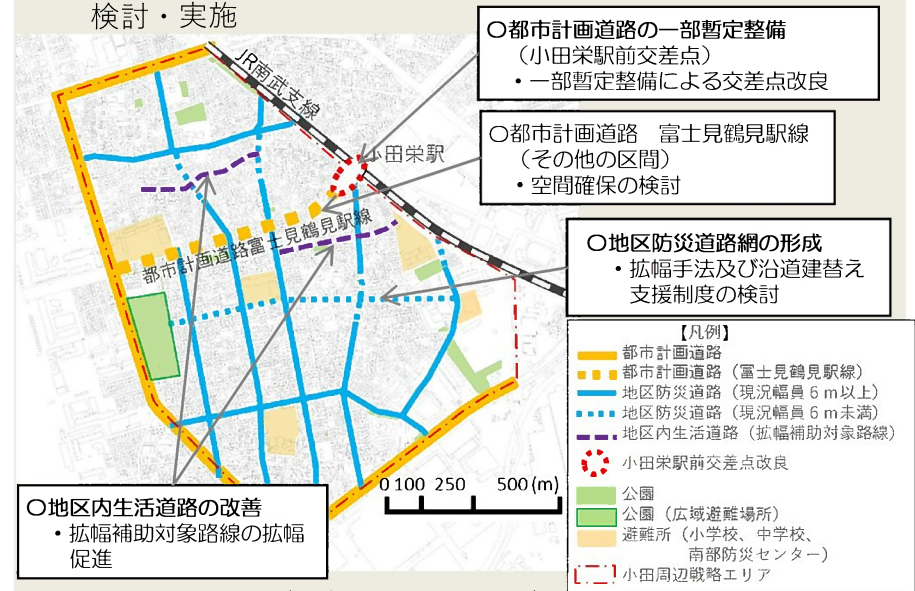 検討・実施
〇都市計画道路の一部暫定整備
（小田栄駅前交差点）
・一部暫定整備による交差点改良
JR南武支線
小田栄駅
〇都市計画道路　富士見鶴見駅線
（その他の区間）
・空間確保の検討
都市計画道路富士見鶴見駅線
〇地区防災道路網の形成
・拡幅手法及び沿道建替え
支援制度の検討
【凡例】
都市計画道路
都市計画道路（富士見鶴見駅線）
地区防災道路（現況幅員６ｍ以上）
地区防災道路（現況幅員６ｍ未満）
地区内生活道路（拡幅補助対象路線）
小田栄駅前交差点改良
公園
公園（広域避難場所）
避難所（小学校、中学校、
南部防災センター）
小田周辺戦略エリア
0 100 250 500 (m)
〇地区内生活道路の改善
・拡幅補助対象路線の拡幅
促進